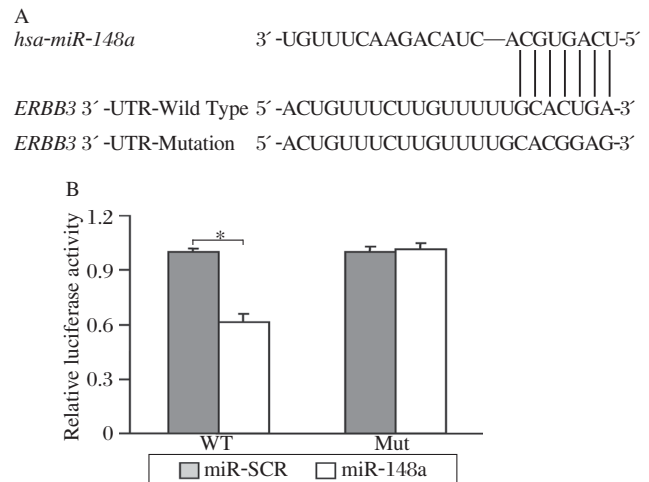 A
hsa-miR-148a 3´-UGUUUCAAGACAUC—ACGUGACU-5´
ERBB3 3´-UTR-Wild Type 5´-ACUGUUUCUUGUUUUUGCACUGA-3´
ERBB3 3´-UTR-Mutation 5´-ACUGUUUCUUGUUUUGCACGGAG-3´
B
Relative luciferase activity
1.2
0.9
0.6
0.3
0
*
WT Mut
miR-SCR miR-148a